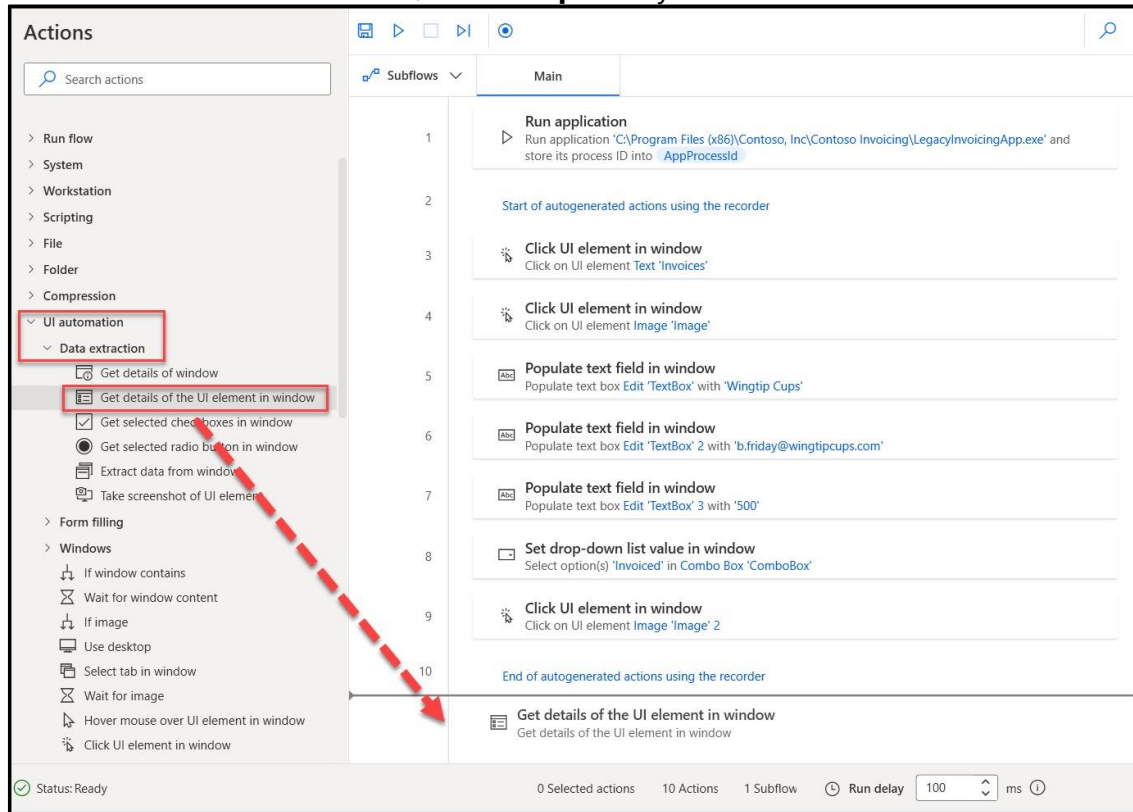 Actions
Search actions
Run flow
System
Workstation
Scripting
File
Folder
Compression
UI automation
Data extraction
Get details of window
Get details of the UI element in window
Get selected checkboxes in window
Get selected radio button in window
Extract data from window
Take screenshot of UI element
Form filling
Windows
If window contains
Wait for window content
If image
Use desktop
Select tab in window
Wait for image
Hover mouse over UI element in window
Click UI element in window
Subflows
Main
1
Run application
Run application 'C:\Program Files (x86)\Contoso, Inc\Contoso Invoicing\LegacyInvoicingApp.exe' and
store its process ID into AppProcessId
2
Start of autogenerated actions using the recorder
3
Click UI element in window
Click on UI element Text 'Invoices'
4
Click UI element in window
Click on UI element Image 'Image'
5
Abc
Populate text field in window
Populate text box Edit 'TextBox' with 'Wingtip Cups'
6
Abc
Populate text field in window
Populate text box Edit 'TextBox' 2 with 'b.friday@wingtipcups.com'
7
Abc
Populate text field in window
Populate text box Edit 'TextBox' 3 with '500'
8
Set drop-down list value in window
Select option(s) 'Invoiced' in Combo Box 'ComboBox'
9
Click UI element in window
Click on UI element Image 'Image' 2
10
End of autogenerated actions using the recorder
Get details of the UI element in window
Get details of the UI element in window
Status: Ready
0 Selected actions 10 Actions 1 Subflow Run delay 100 ms